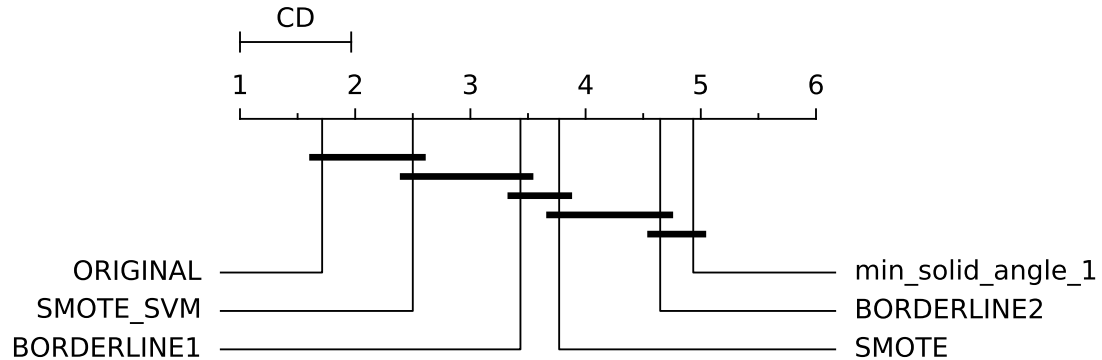 CD
1 2 3 4 5 6
ORIGINAL
SMOTE_SVM
BORDERLINE1
min_solid_angle_1
BORDERLINE2
SMOTE